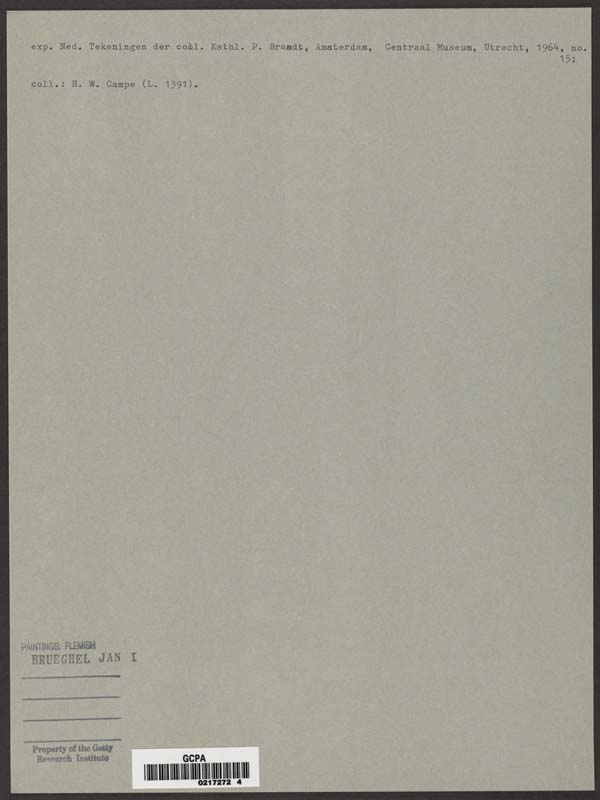 exp. Ned. Tekeningen der coll. Ksthl. P. Brandt, Amsterdam, Centraal Museum, Utrecht, 1964, no.
15;
coll.: H. W. Campe (L. 1391).
PAINTINGS: FLEMISH
BRUEGHEL JAN I
Property of the Getty
Research Institute
GCPA
0217272 4